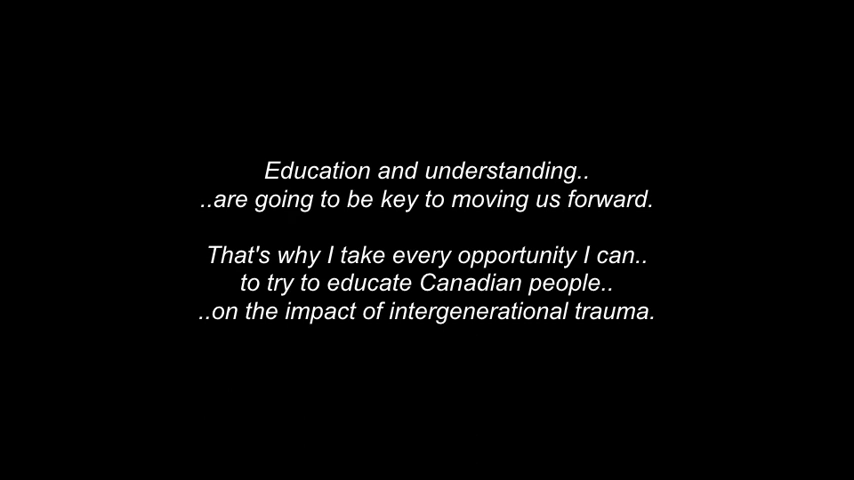 Education and understanding..
..are going to be key to moving us forward.
That's why I take every opportunity I can..
to try to educate Canadian people..
..on the impact of intergenerational trauma.